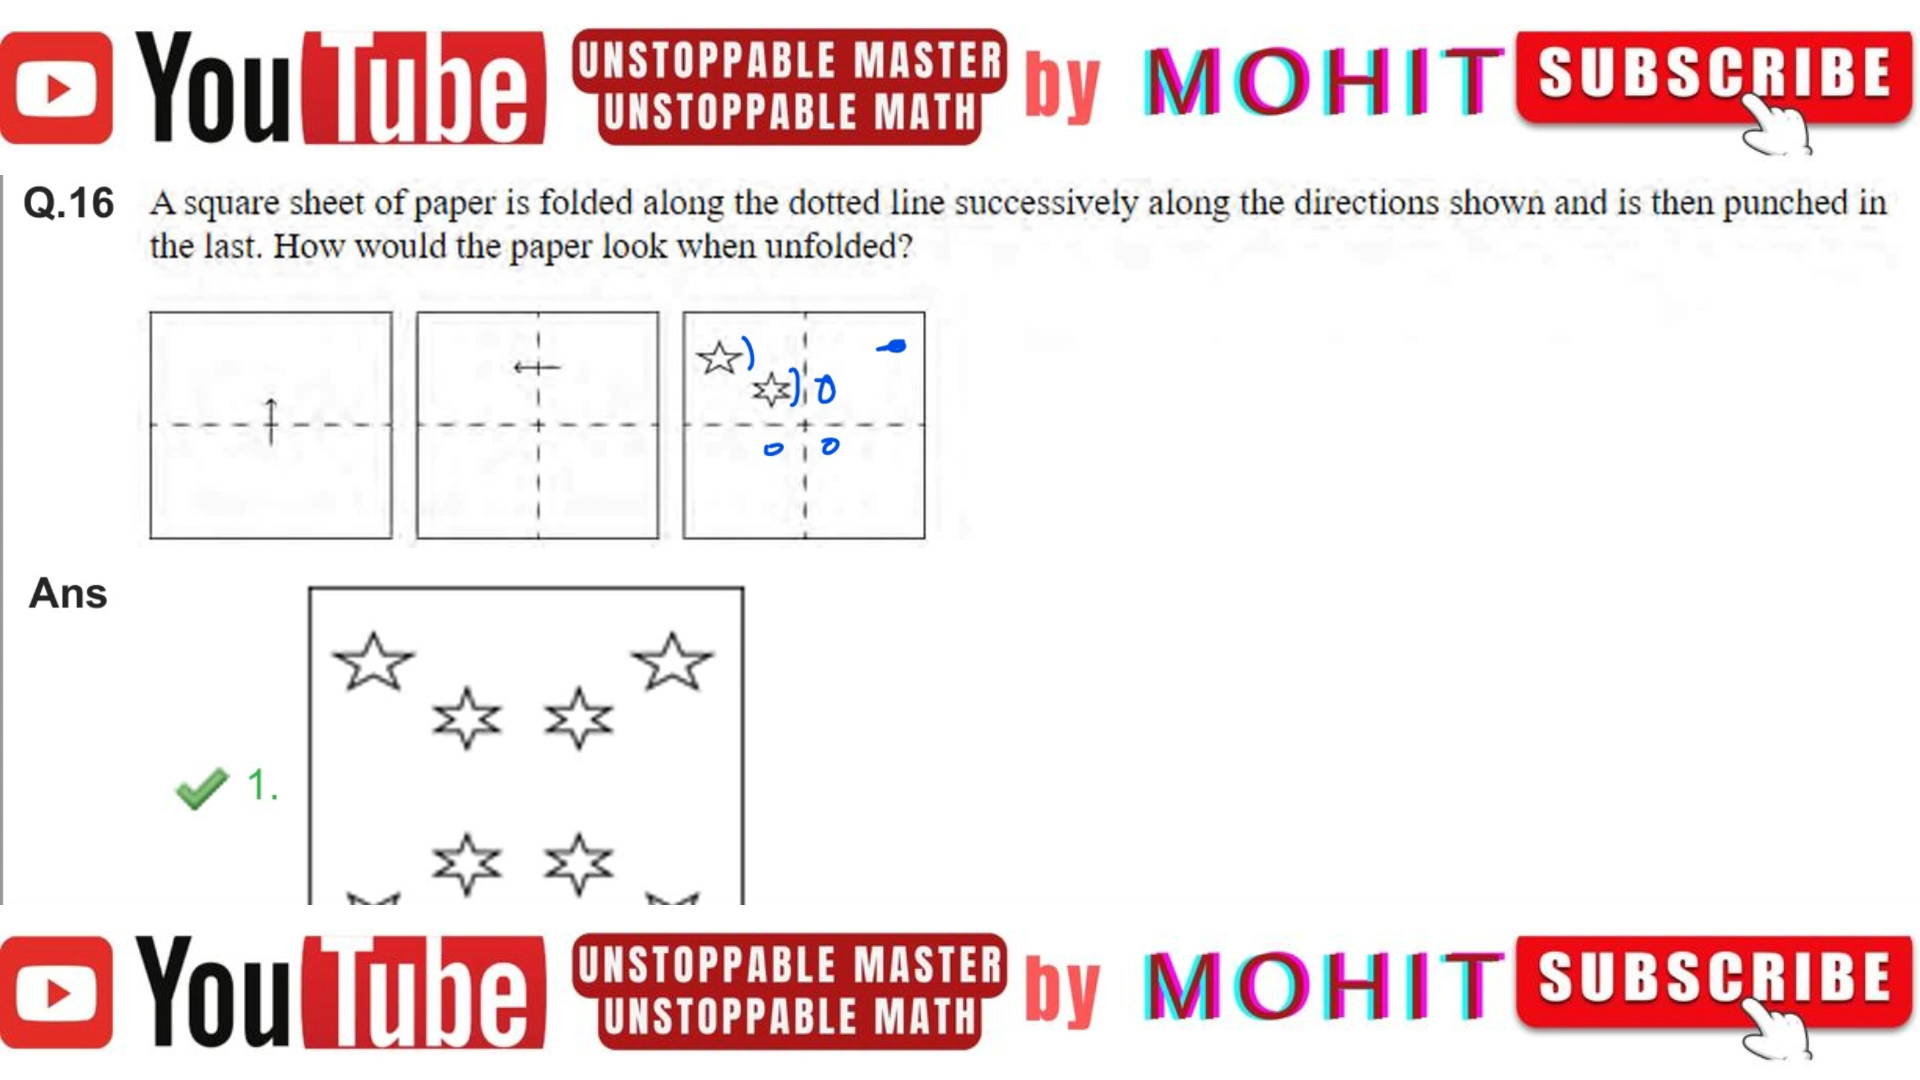 YouTube UNSTOPPABLE MASTER by MOHIT SUBSCRIBE
UNSTOPPABLE MATH
Q.16 A square sheet of paper is folded along the dotted line successively along the directions shown and is then punched in
the last. How would the paper look when unfolded?
Ans
1.
YouTube UNSTOPPABLE MASTER by MOHIT SUBSCRIBE
UNSTOPPABLE MATH